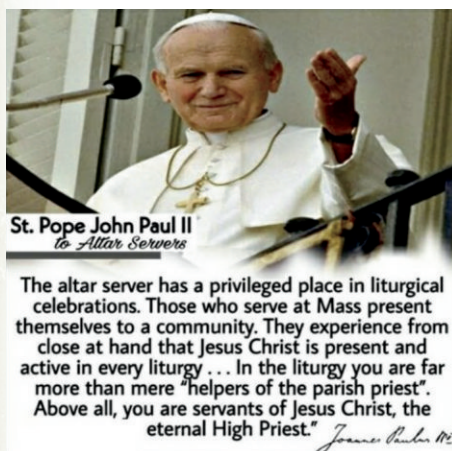 St. Pope John Paul II
to Altar Servers
The altar server has a privileged place in liturgical
celebrations. Those who serve at Mass present
themselves to a community. They experience from
close at hand that Jesus Christ is present and
active in every liturgy . . . In the liturgy you are far
more than mere "helpers of the parish priest".
Above all, you are servants of Jesus Christ, the
eternal High Priest."
Joannes Paulus